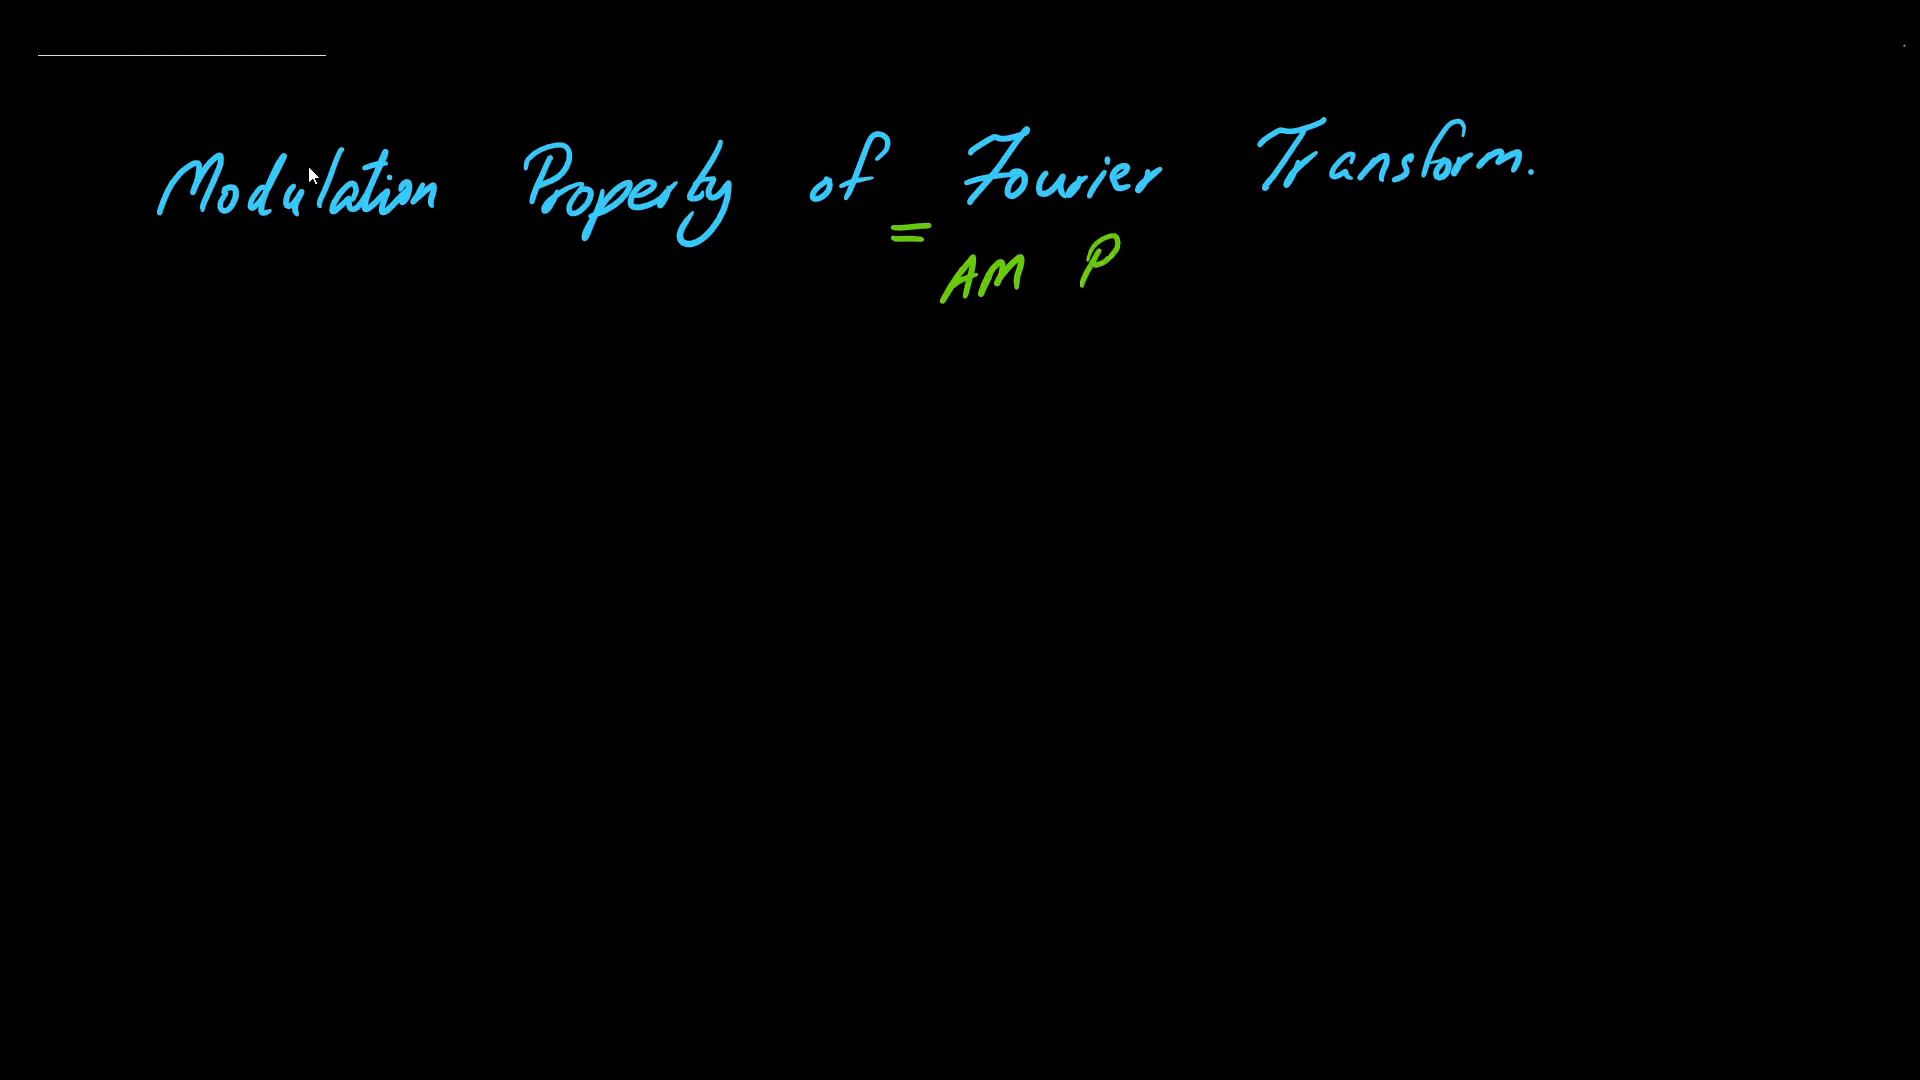 Modulation Property of Fourier Transform.
= AM P